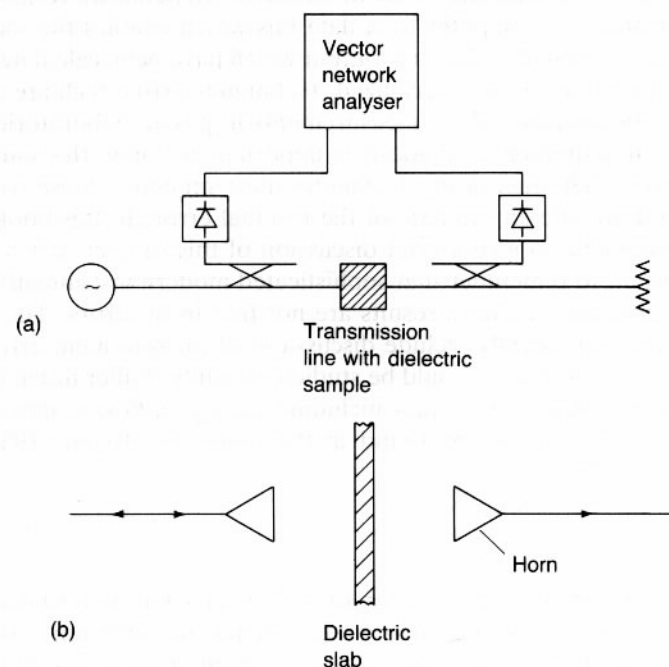 Vector
network
analyser
(a)
Transmission
line with dielectric
sample
Horn
(b)
Dielectric
slab